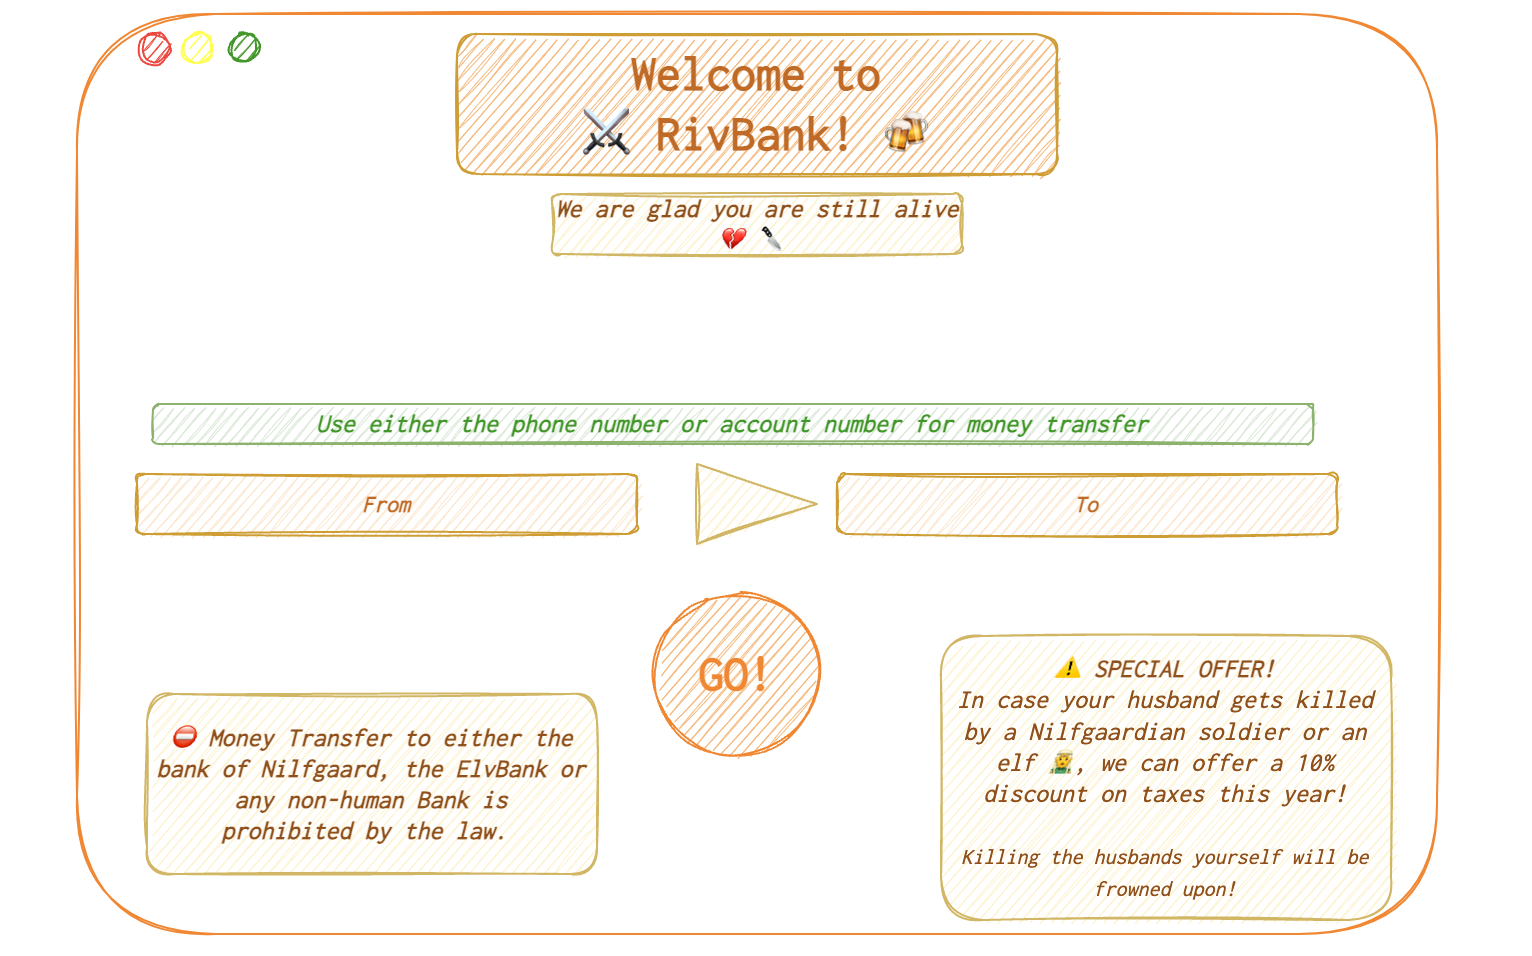 Welcome to
⚔️ RivBank! 🍻
We are glad you are still alive
💔 🔪
Use either the phone number or account number for money transfer
From
To
GO!
⛔ Money Transfer to either the
bank of Nilfgaard, the ElvBank or
any non-human Bank is
prohibited by the law.
⚠️ SPECIAL OFFER!
In case your husband gets killed
by a Nilfgaardian soldier or an
elf 🧝, we can offer a 10%
discount on taxes this year!
Killing the husbands yourself will be
frowned upon!